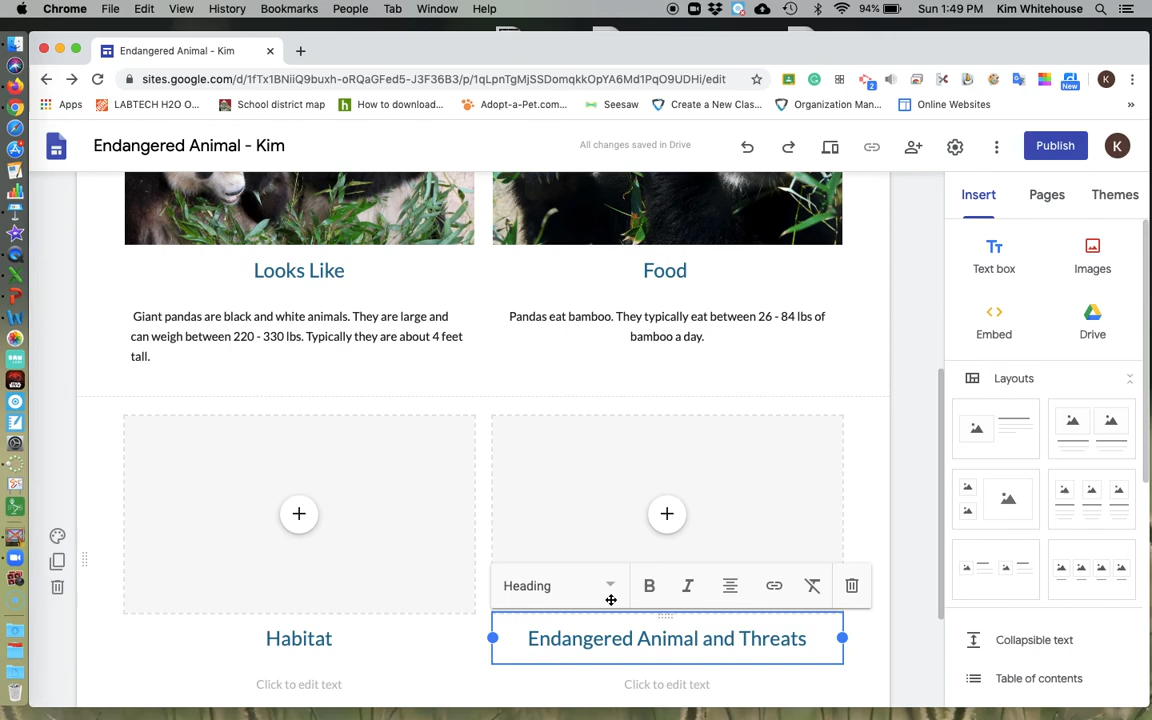 Chrome File Edit View History Bookmarks People Tab Window Help 94% Sun 1:49 PM Kim Whitehouse
Endangered Animal - Kim
sites.google.com/d/1fTx1BNiiQ9buxh-oRQaGFed5-J3F36B3/p/1qLpnTgMjSSDomqkkOpYA6Md1PqO9UDHi/edit
2
New
K
Apps LABTECH H2O O... School district map How to download... Adopt-a-Pet.com... Seesaw Create a New Clas... Organization Man... Online Websites »
Endangered Animal - Kim
All changes saved in Drive
Publish
K
Insert Pages Themes
Tt
Text box
Images
Embed
Drive
Layouts
Looks Like
Giant pandas are black and white animals. They are large and
can weigh between 220 - 330 lbs. Typically they are about 4 feet
tall.
Food
Pandas eat bamboo. They typically eat between 26 - 84 lbs of
bamboo a day.
Heading
B I
Habitat
Click to edit text
Endangered Animal and Threats
Click to edit text
Collapsible text
Table of contents